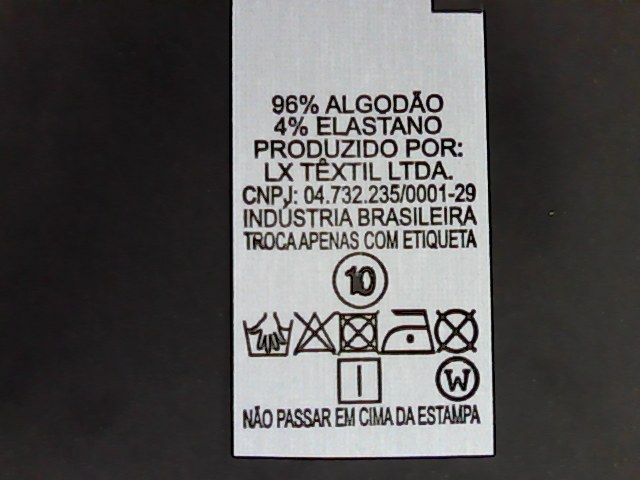 96% ALGODÃO
4% ELASTANO
PRODUZIDO POR:
LX TÊXTIL LTDA.
CNPJ: 04.732.235/0001-29
INDÚSTRIA BRASILEIRA
TROCA APENAS COM ETIQUETA
10
W
NÃO PASSAR EM CIMA DA ESTAMPA